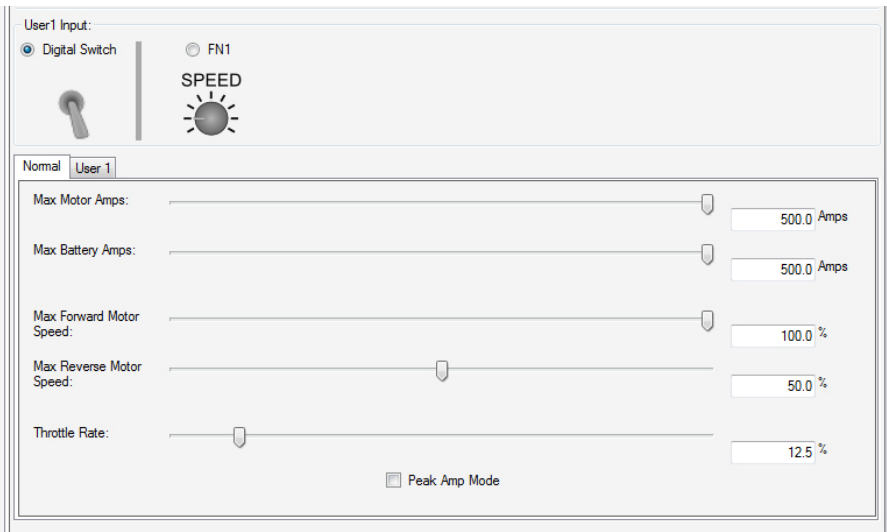 User1 Input:
Digital Switch
FN1
SPEED
Normal
User 1
Max Motor Amps:
500.0 Amps
Max Battery Amps:
500.0 Amps
Max Forward Motor
Speed:
100.0 %
Max Reverse Motor
Speed:
50.0 %
Throttle Rate:
12.5 %
Peak Amp Mode